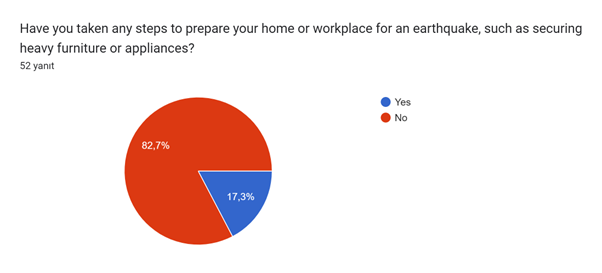 Have you taken any steps to prepare your home or workplace for an earthquake, such as securing
heavy furniture or appliances?
52 yanıt
Yes
No
82,7%
17,3%